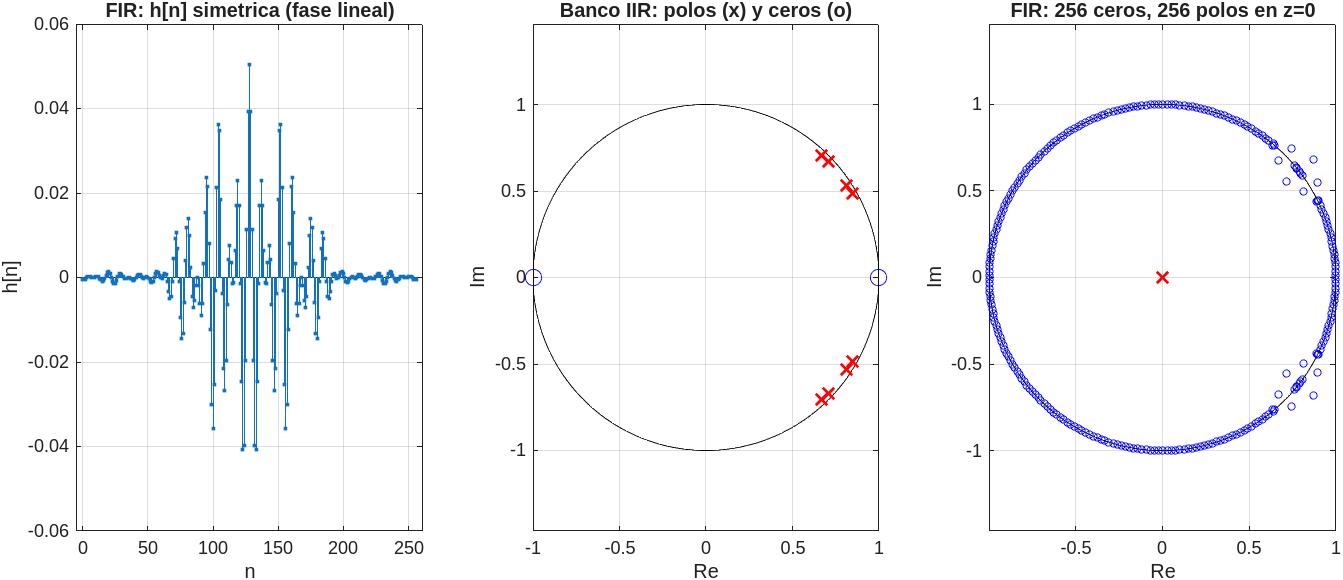 FIR: h[n] simetrica (fase lineal)
0.06
0.04
0.02
0
-0.02
-0.04
-0.06
h[n]
0 50 100 150 200 250
n
Banco IIR: polos (x) y ceros (o)
1
0.5
0
-0.5
-1
Im
-1 -0.5 0 0.5 1
Re
FIR: 256 ceros, 256 polos en z=0
1
0.5
0
-0.5
-1
Im
-0.5 0 0.5 1
Re